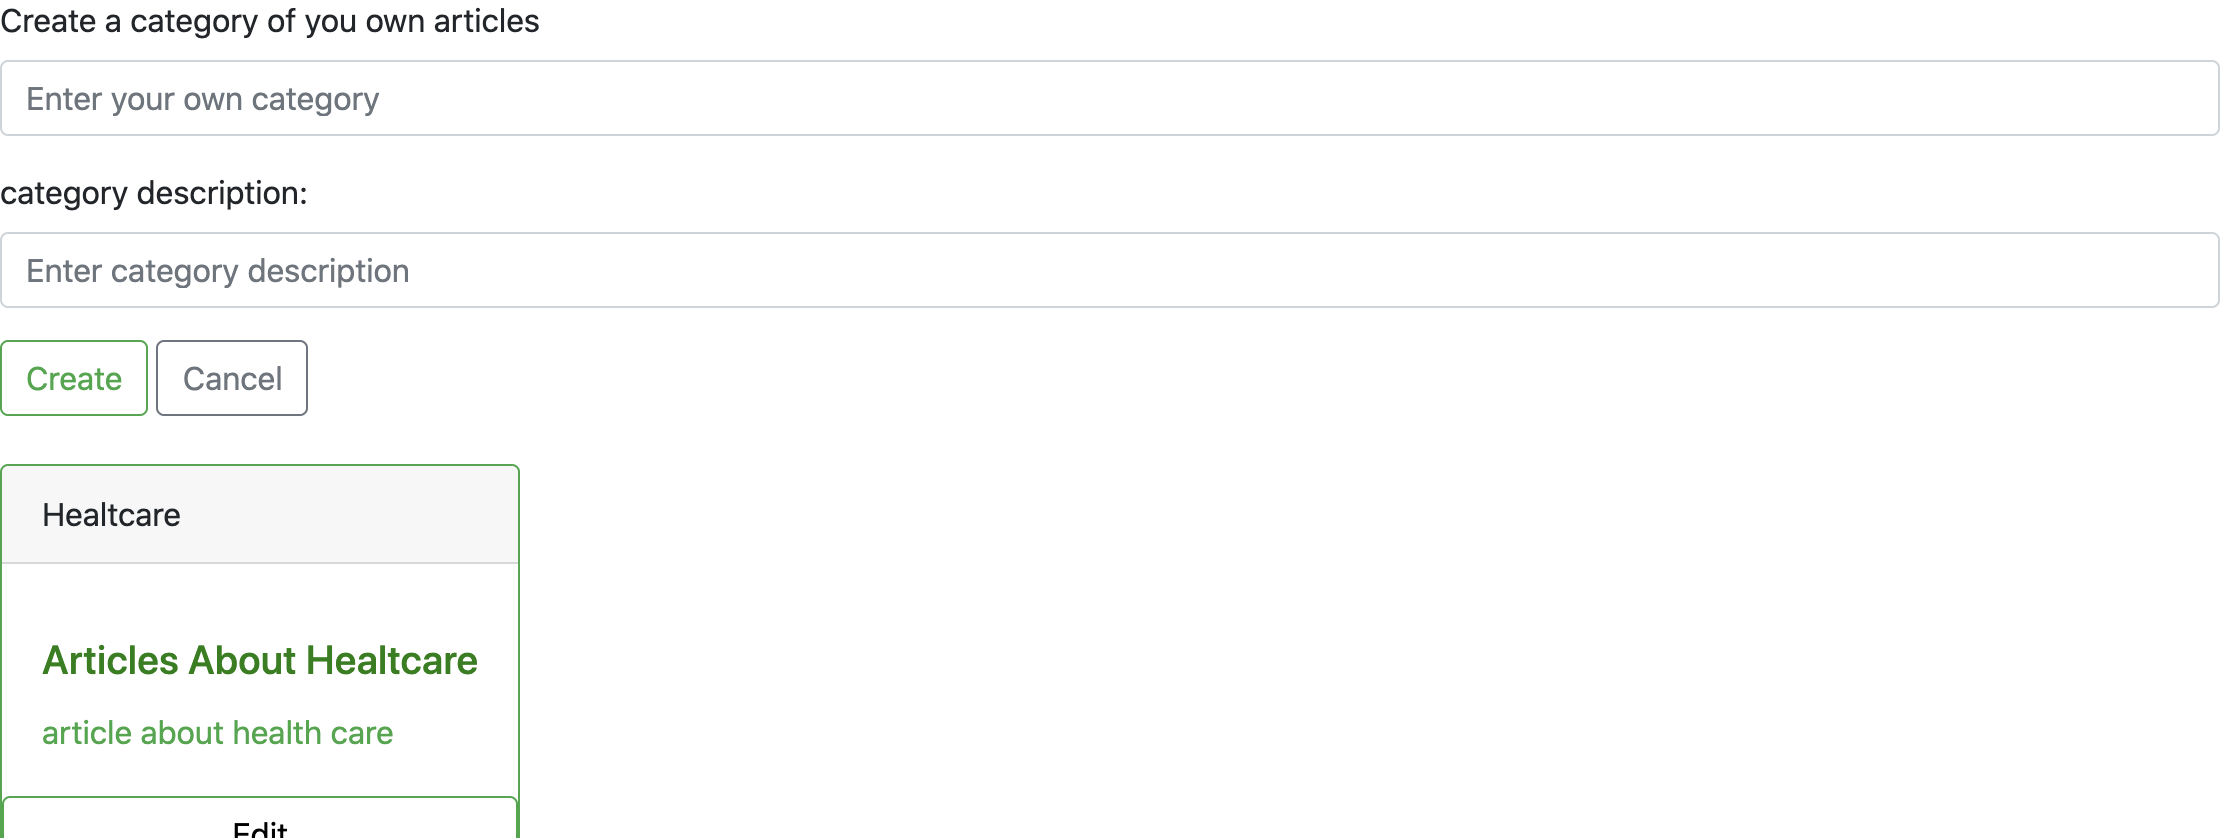 Create a category of you own articles
Enter your own category
category description:
Enter category description
Create Cancel
Healtcare
Articles About Healtcare
article about health care
Edit